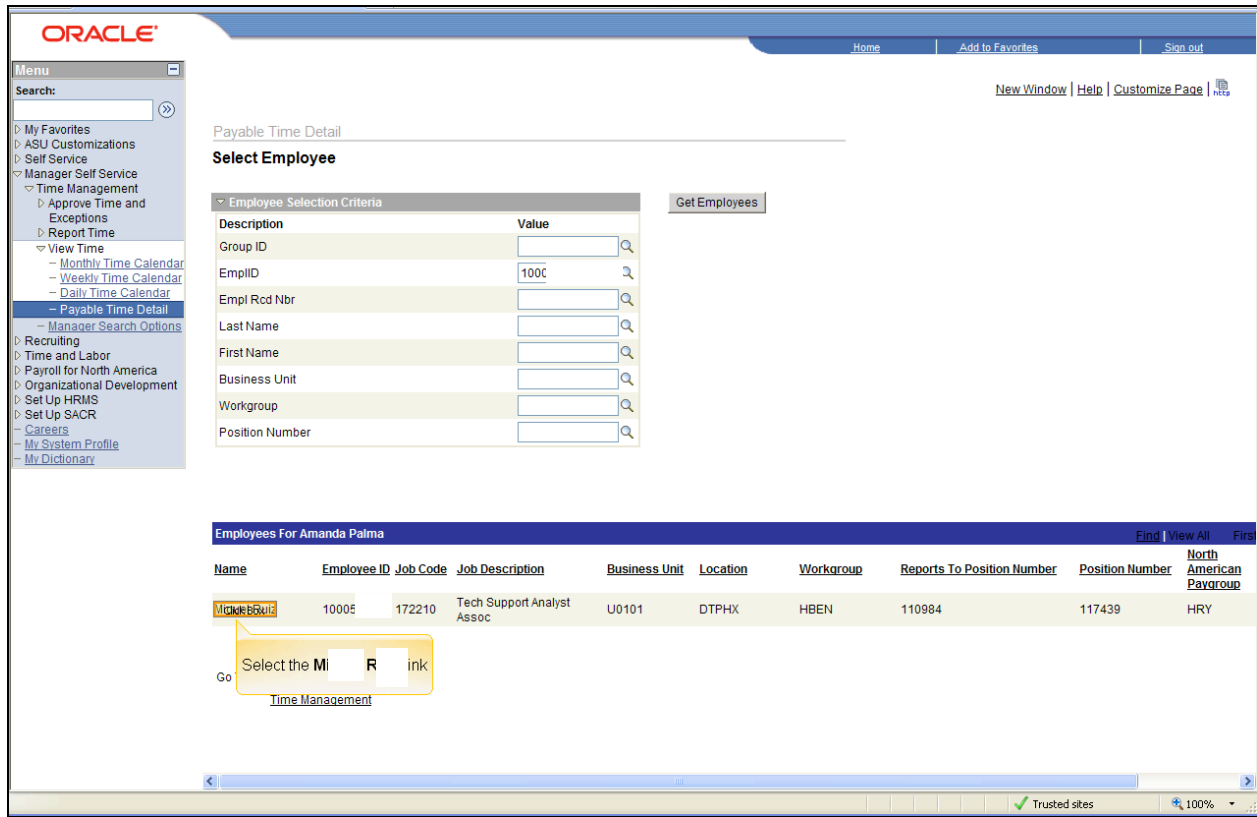 ORACLE'
Home
Add to Favorites
Sign out
Menu
Search:
New Window | Help | Customize Page | http
My Favorites
ASU Customizations
Self Service
Manager Self Service
Time Management
Approve Time and
Exceptions
Report Time
View Time
– Monthly Time Calendar
– Weekly Time Calendar
– Daily Time Calendar
– Payable Time Detail
– Manager Search Options
Recruiting
Time and Labor
Payroll for North America
Organizational Development
Set Up HRMS
Set Up SACR
– Careers
– My System Profile
– My Dictionary
Payable Time Detail
Select Employee
Employee Selection Criteria
Get Employees
Description Value
Group ID
EmplID 100
Empl Rcd Nbr
Last Name
First Name
Business Unit
Workgroup
Position Number
Employees For Amanda Palma
Find | View All First
Name Employee ID Job Code Job Description Business Unit Location Workgroup Reports To Position Number Position Number North American Paygroup
10005 172210 Tech Support Analyst Assoc U0101 DTPHX HBEN 110984 117439 HRY
Select the Mi R ink
Go
Time Management
Trusted sites
100%